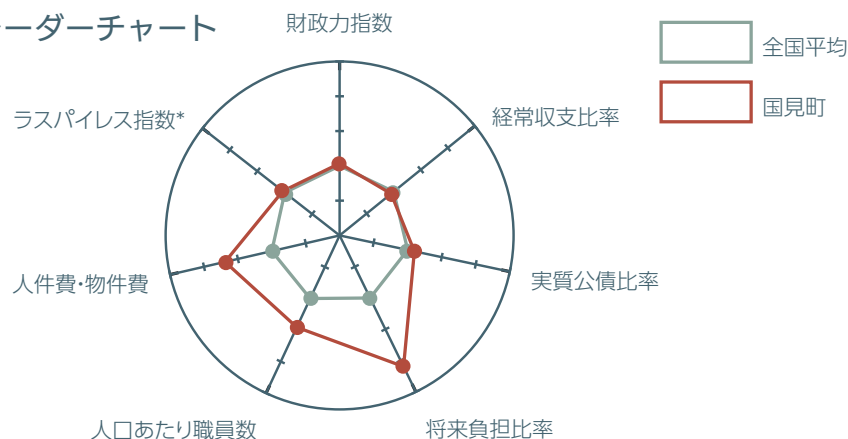 ーダーチャート
財政力指数
全国平均
国見町
経常収支比率
ラスパイレス指数*
人件費・物件費
実質公債比率
人口あたり職員数
将来負担比率